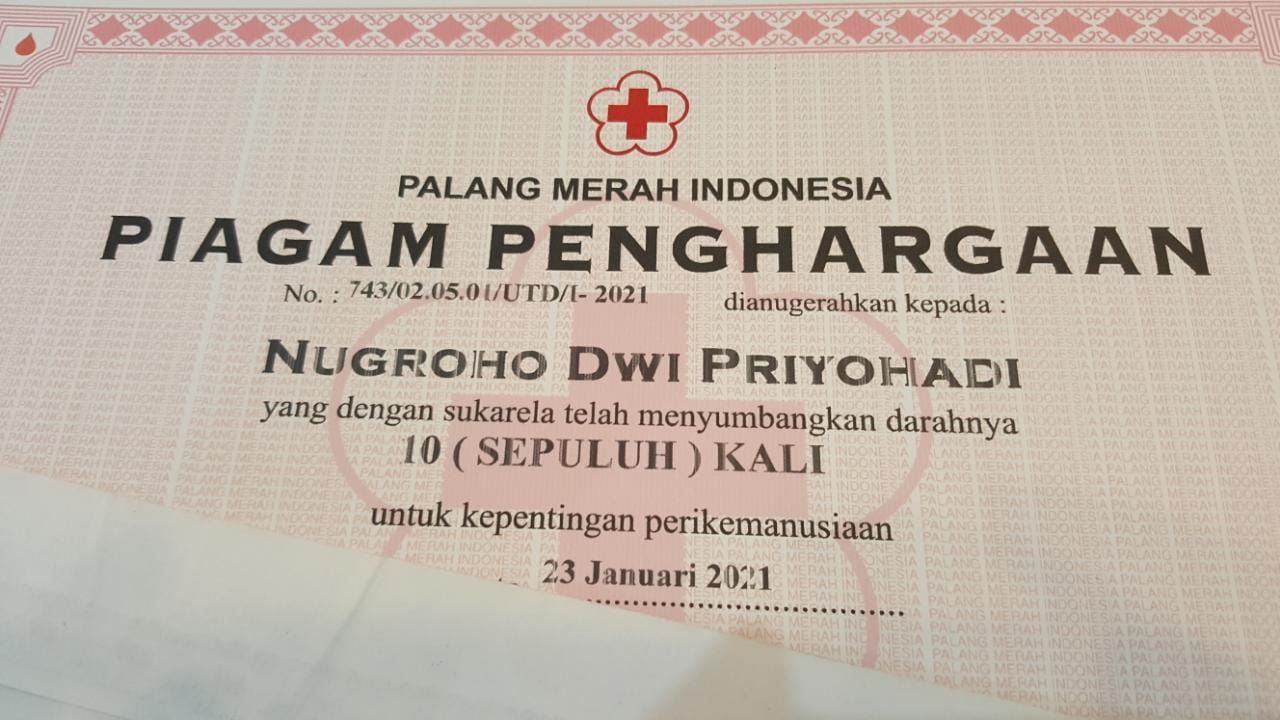 PALANG MERAH INDONESIA
PIAGAM PENGHARGAAN
No. : 743/02.05.01/UTD/I- 2021 dianugerahkan kepada :
NUGROHO DWI PRIYOHADI
yang dengan sukarela telah menyumbangkan darahnya
10 ( SEPULUH ) KALI
untuk kepentingan perikemanusiaan
23 Januari 2021